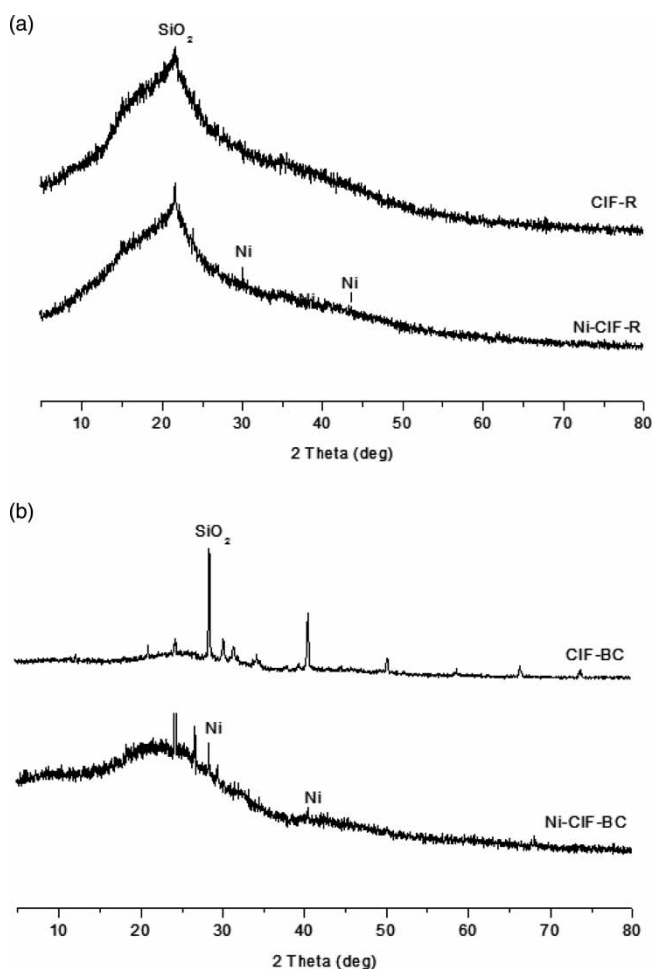 (a)
SiO₂
CIF-R
Ni
Ni
Ni
Ni-CIF-R
10 20 30 40 50 60 70 80
2 Theta (deg)
(b)
SiO₂
CIF-BC
Ni
Ni
Ni-CIF-BC
10 20 30 40 50 60 70 80
2 Theta (deg)